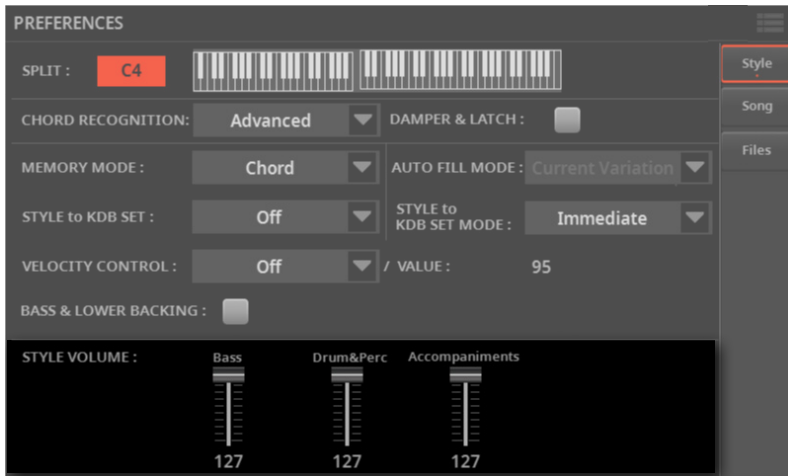 PREFERENCES
SPLIT : C4
Style
Song
Files
CHORD RECOGNITION: Advanced DAMPER & LATCH :
MEMORY MODE : Chord AUTO FILL MODE : Current Variation
STYLE to KDB SET : Off STYLE to
KDB SET MODE : Immediate
VELOCITY CONTROL : Off / VALUE : 95
BASS & LOWER BACKING :
STYLE VOLUME : Bass Drum&Perc Accompaniments
127 127 127